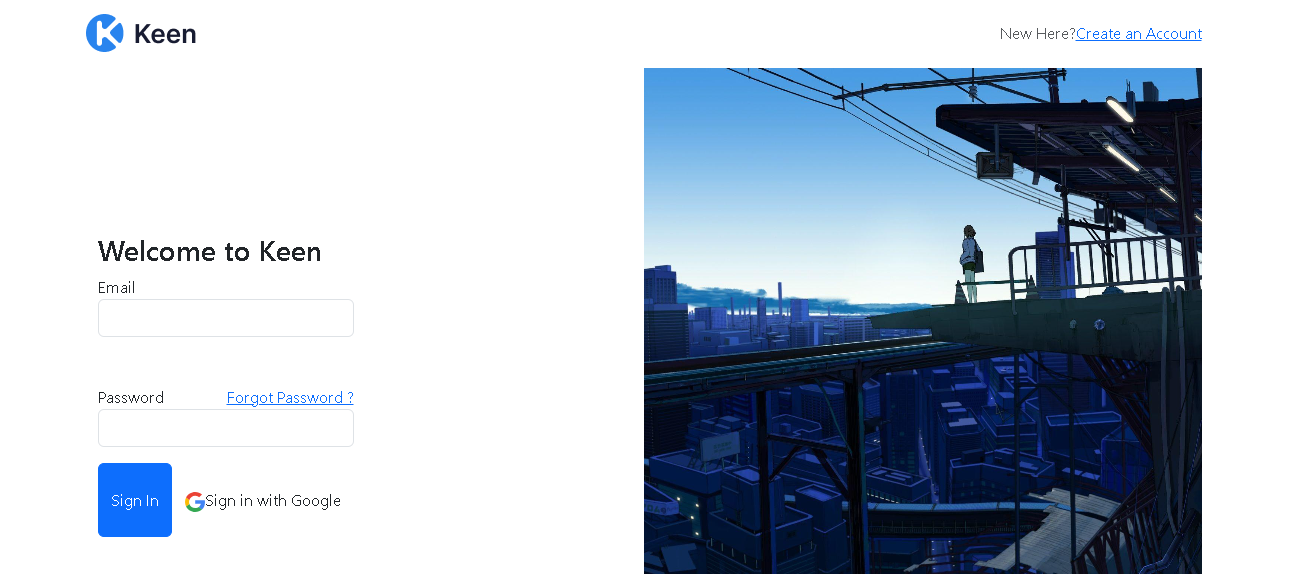 Keen
New Here?Create an Account
Welcome to Keen
Email
Password Forgot Password ?
Sign In
Sign in with Google